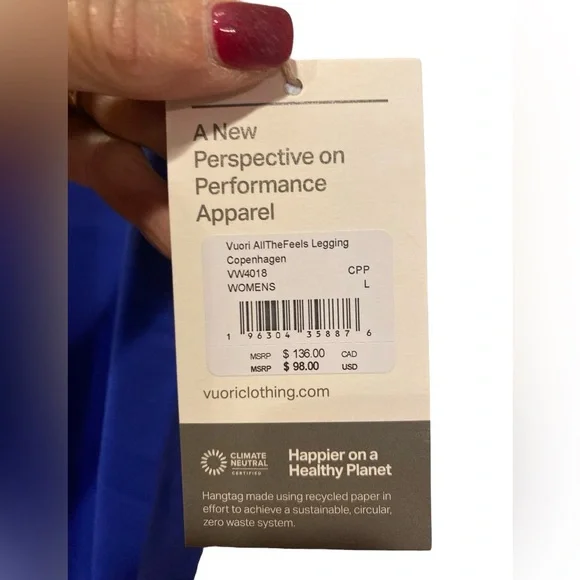 A New
Perspective on
Performance
Apparel
Vuori AllTheFeels Legging
Copenhagen
VW4018 CPP
WOMENS L
1 96304 35887 6
MSRP $ 136.00 CAD
MSRP $ 98.00 USD
vuoriclothing.com
CLIMATE
NEUTRAL
CERTIFIED
Happier on a
Healthy Planet
Hangtag made using recycled paper in
effort to achieve a sustainable, circular,
zero waste system.